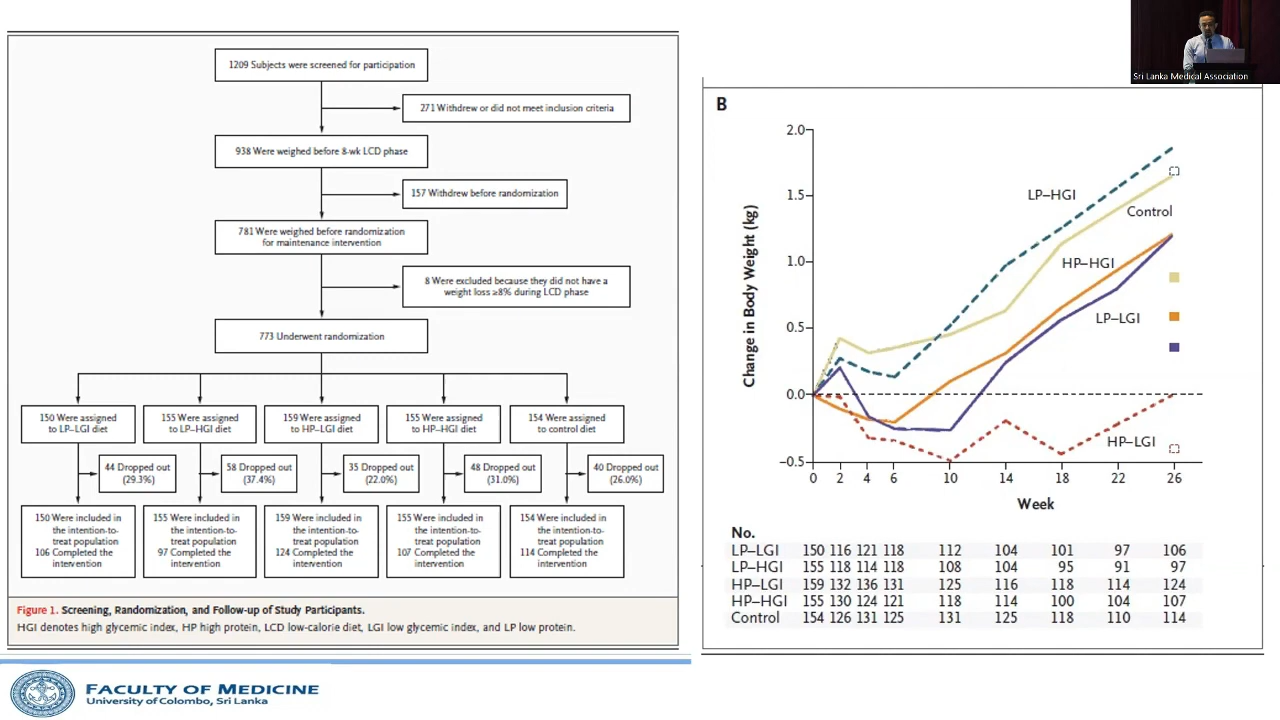 1209 Subjects were screened for participation
271 Withdrew or did not meet inclusion criteria
938 Were weighed before 8-wk LCD phase
157 Withdrew before randomization
781 Were weighed before randomization
for maintenance intervention
8 Were excluded because they did not have a
weight loss ≥8% during LCD phase
773 Underwent randomization
150 Were assigned
to LP–LGI diet
155 Were assigned
to LP–HGI diet
159 Were assigned
to HP–LGI diet
155 Were assigned
to HP–HGI diet
154 Were assigned
to control diet
44 Dropped out
(29.3%)
58 Dropped out
(37.4%)
35 Dropped out
(22.0%)
48 Dropped out
(31.0%)
40 Dropped out
(26.0%)
150 Were included in
the intention-to-
treat population
106 Completed the
intervention
155 Were included in
the intention-to-
treat population
97 Completed the
intervention
159 Were included in
the intention-to-
treat population
124 Completed the
intervention
155 Were included in
the intention-to-
treat population
107 Completed the
intervention
154 Were included in
the intention-to-
treat population
114 Completed the
intervention
Figure 1. Screening, Randomization, and Follow-up of Study Participants.
HGI denotes high glycemic index, HP high protein, LCD low-calorie diet, LGI low glycemic index, and LP low protein.
FACULTY OF MEDICINE
University of Colombo, Sri Lanka
Sri Lanka Medical Association
B
Change in Body Weight (kg)
2.0
1.5
1.0
0.5
0.0
–0.5
LP–HGI
Control
HP–HGI
LP–LGI
HP–LGI
0 2 4 6 10 14 18 22 26
Week
No.
LP–LGI 150 116 121 118 112 104 101 97 106
LP–HGI 155 118 114 118 108 104 95 91 97
HP–LGI 159 132 136 131 125 116 118 114 124
HP–HGI 155 130 124 121 118 114 100 104 107
Control 154 126 131 125 131 125 118 110 114